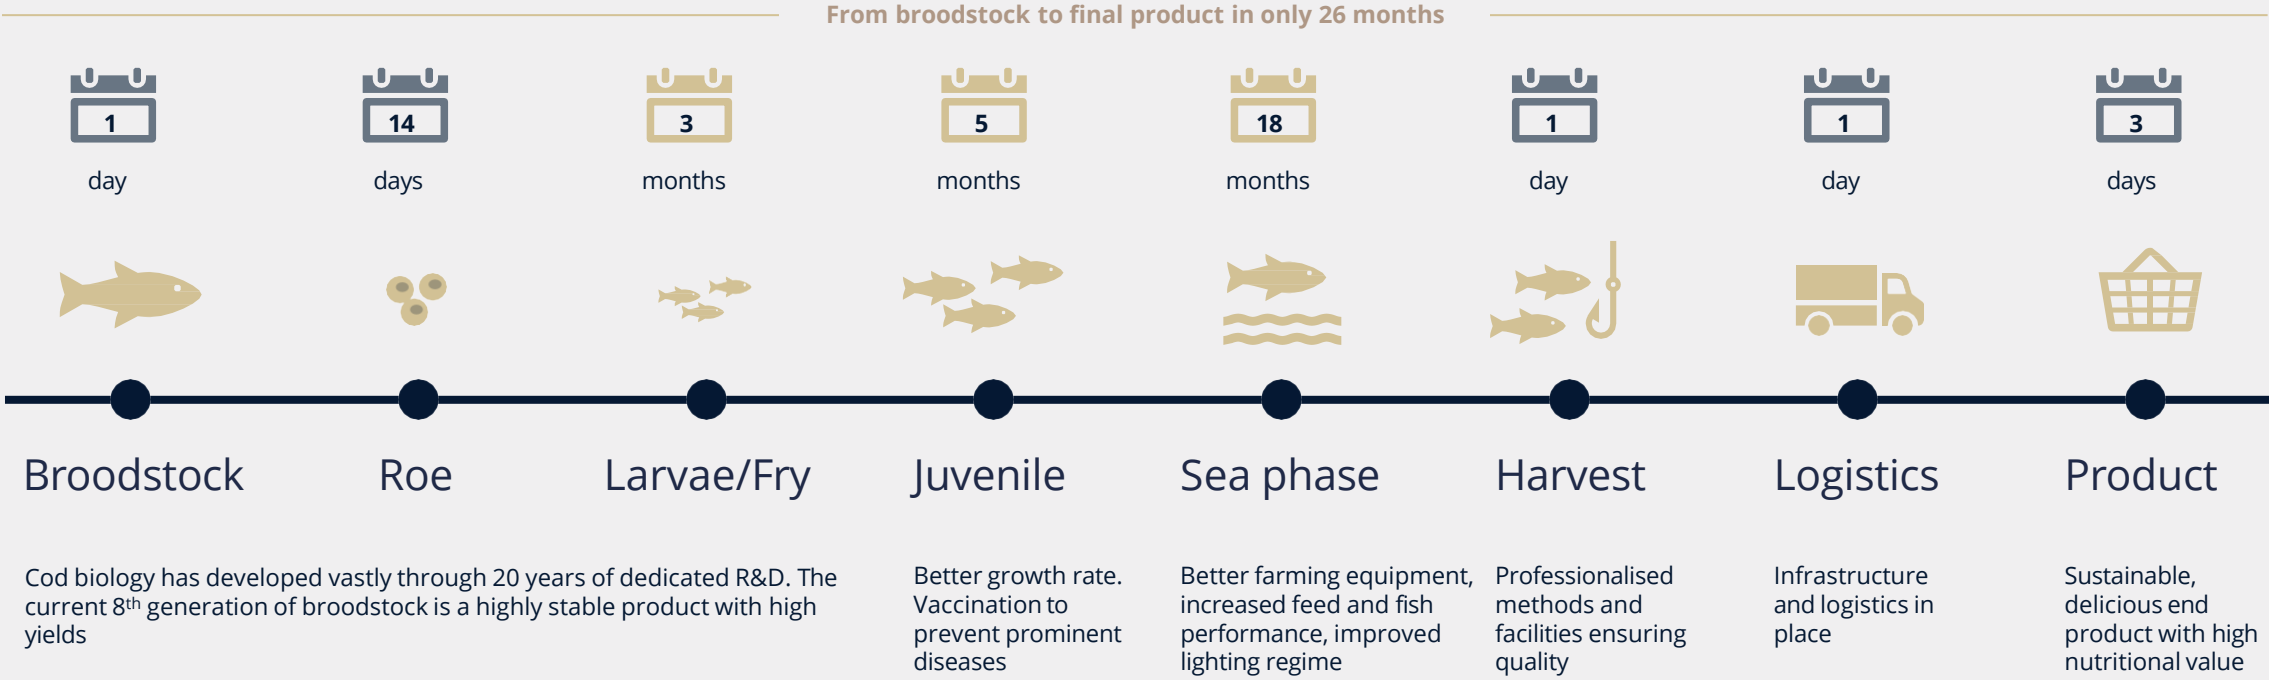 From broodstock to final product in only 26 months
1
14
3
5
18
1
1
3
day
days
months
months
months
day
day
days
Broodstock
Roe
Larvae/Fry
Juvenile
Sea phase
Harvest
Logistics
Product
Cod biology has developed vastly through 20 years of dedicated R&D. The
current 8th generation of broodstock is a highly stable product with high
yields
Better growth rate.
Vaccination to
prevent prominent
diseases
Better farming equipment,
increased feed and fish
performance, improved
lighting regime
Professionalised
methods and
facilities ensuring
quality
Infrastructure
and logistics in
place
Sustainable,
delicious end
product with high
nutritional value